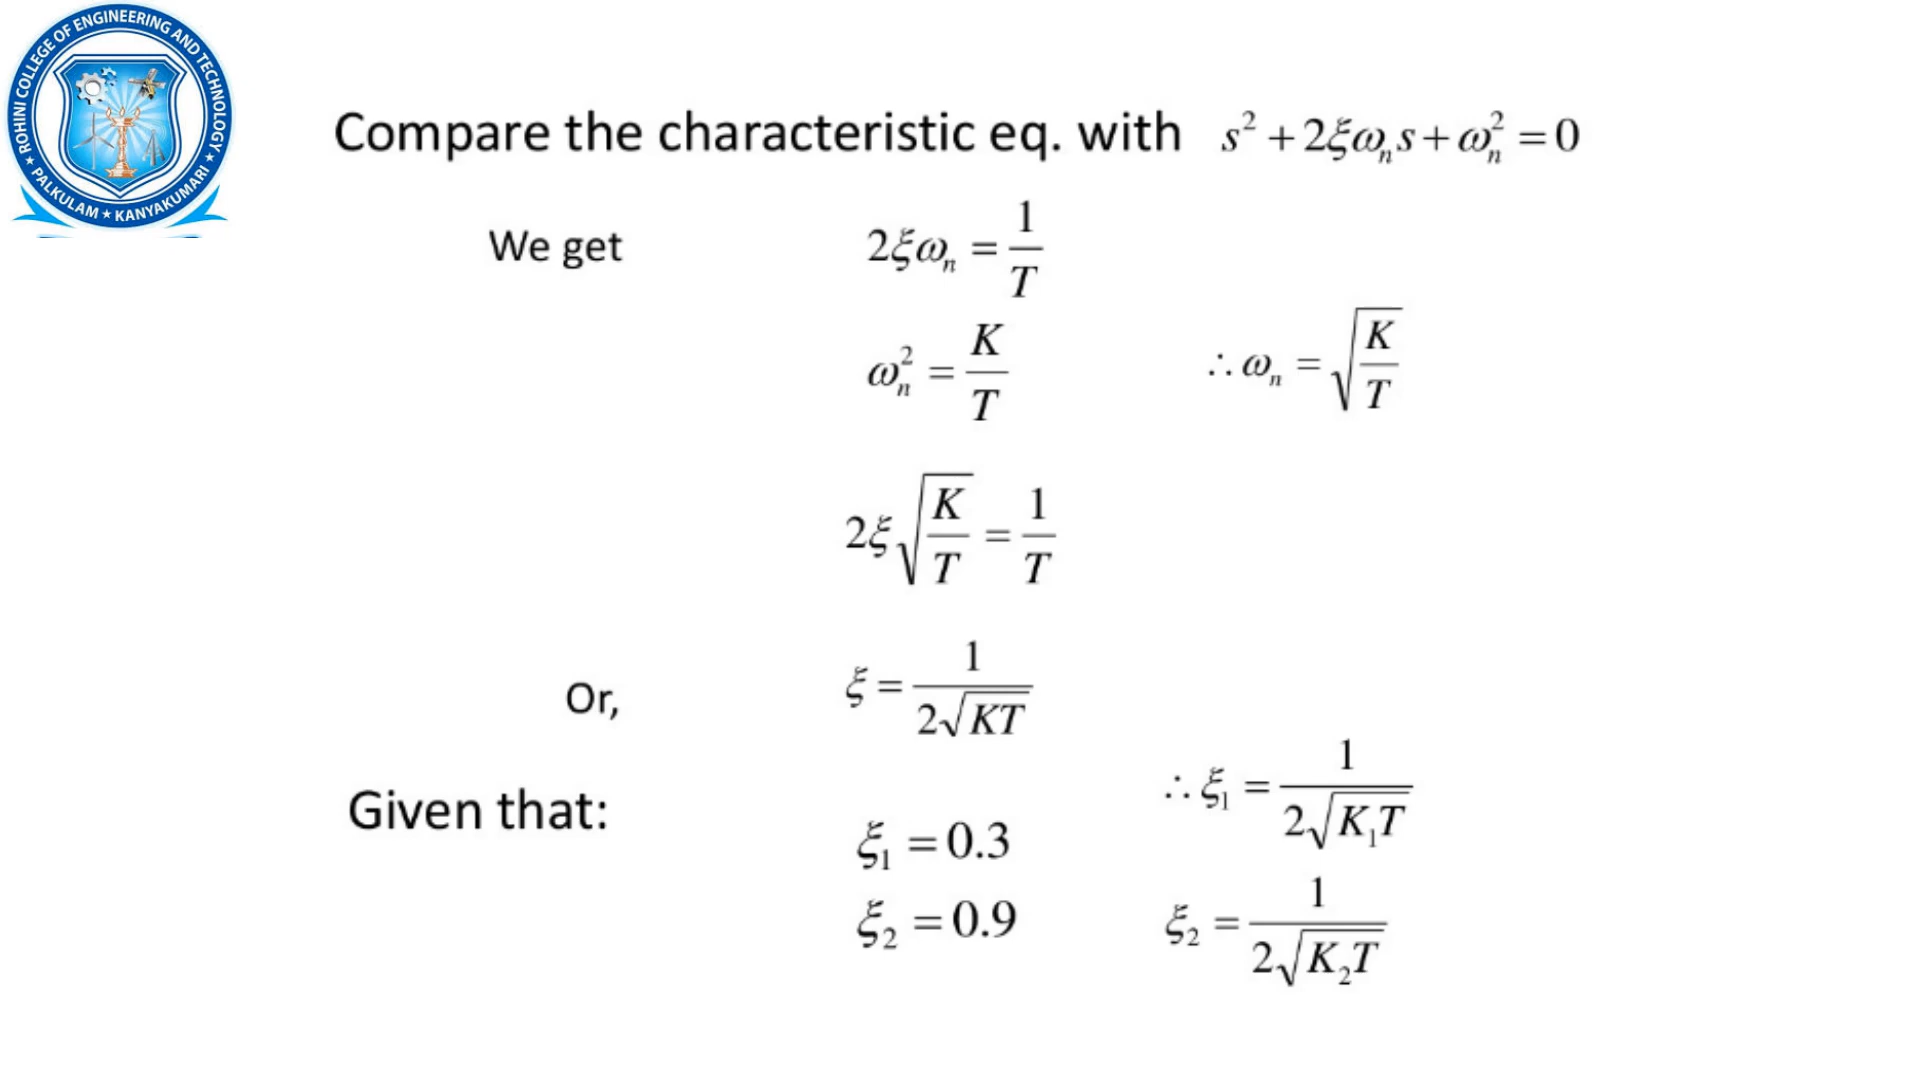 ROHINI COLLEGE OF ENGINEERING AND TECHNOLOGY
★ PALKULAM ★ KANYAKUMARI ★
Compare the characteristic eq. with s² + 2ξωₙs + ωₙ² = 0
We get 2ξωₙ = 1/T
ωₙ² = K/T ∴ ωₙ = √(K/T)
2ξ√(K/T) = 1/T
Or, ξ = 1/(2√(KT))
Given that:
ξ₁ = 0.3 ∴ ξ₁ = 1/(2√(K₁T))
ξ₂ = 0.9 ξ₂ = 1/(2√(K₂T))